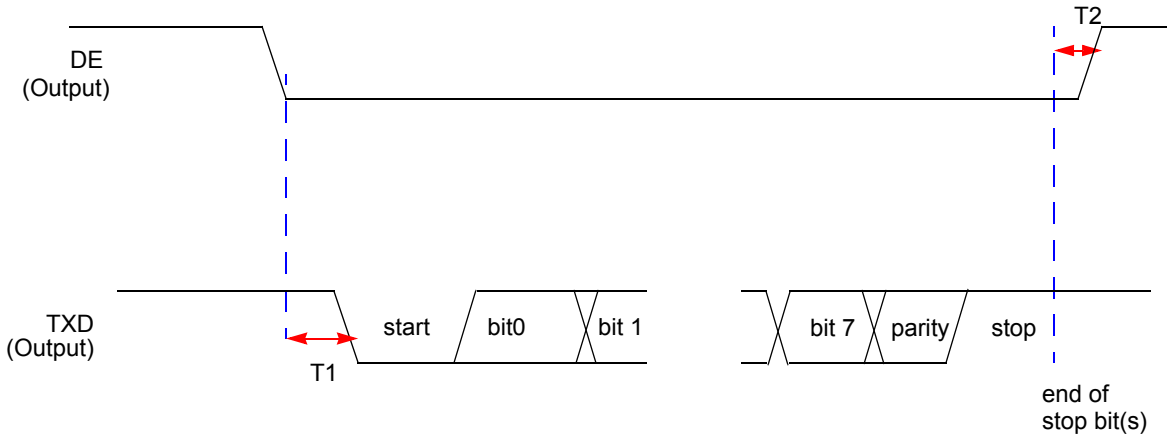 T2
DE
(Output)
TXD
(Output)
start
bit0
bit 1
bit 7
parity
stop
T1
end of
stop bit(s)